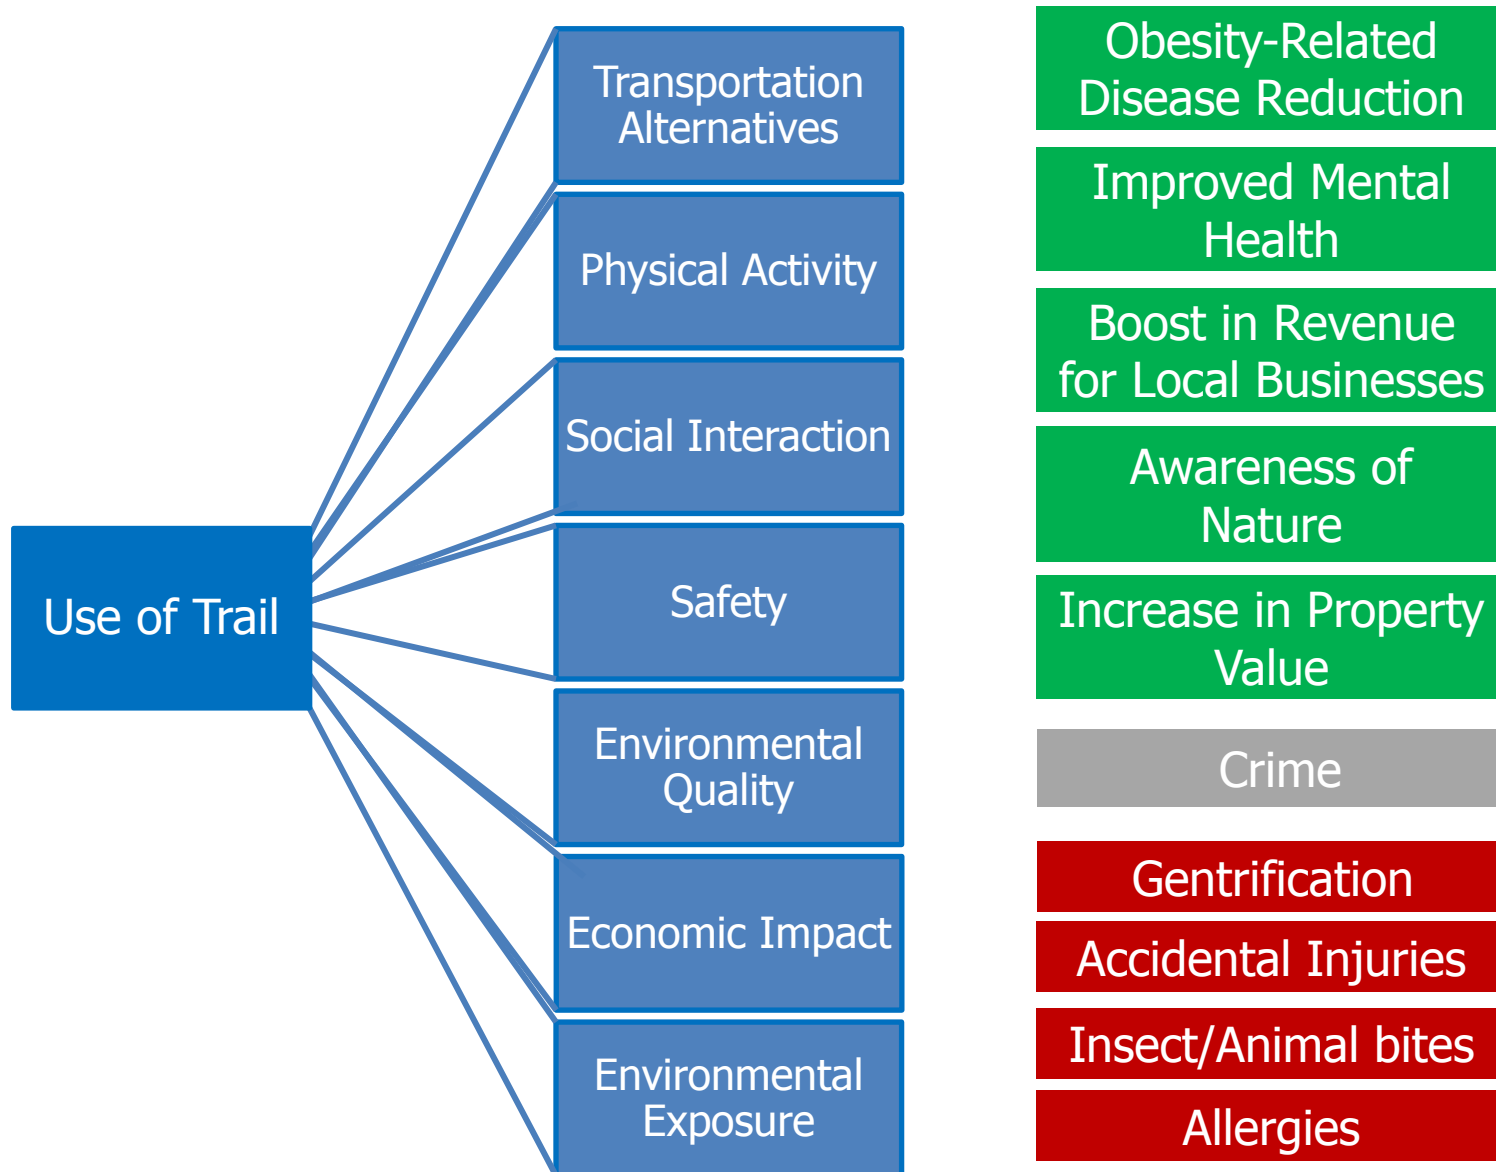 Use of Trail
Transportation
Alternatives
Physical Activity
Social Interaction
Safety
Environmental
Quality
Economic Impact
Environmental
Exposure
Obesity-Related
Disease Reduction
Improved Mental
Health
Boost in Revenue
for Local Businesses
Awareness of
Nature
Increase in Property
Value
Crime
Gentrification
Accidental Injuries
Insect/Animal bites
Allergies